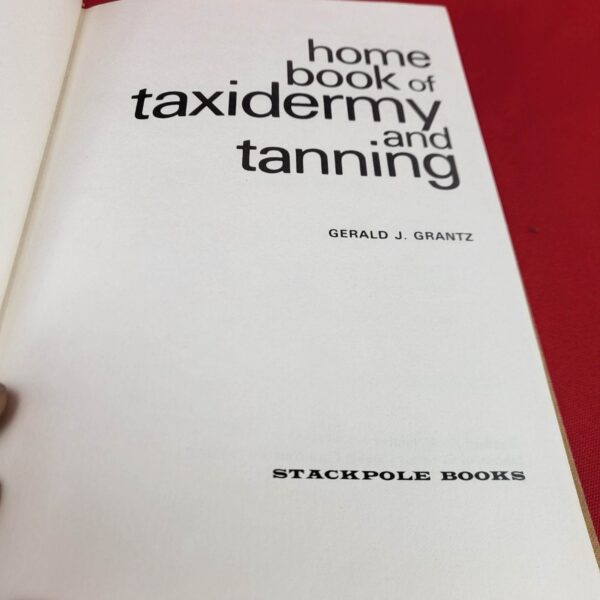 home
book of
taxidermy
and
tanning
GERALD J. GRANTZ
STACKPOLE BOOKS